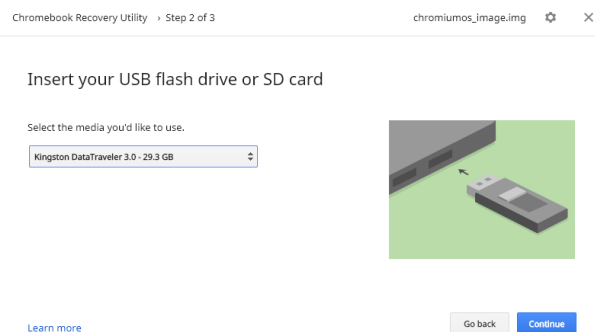 Chromebook Recovery Utility › Step 2 of 3 chromiumos_image.img
Insert your USB flash drive or SD card
Select the media you'd like to use.
Kingston DataTraveler 3.0 - 29.3 GB
Learn more Go back Continue